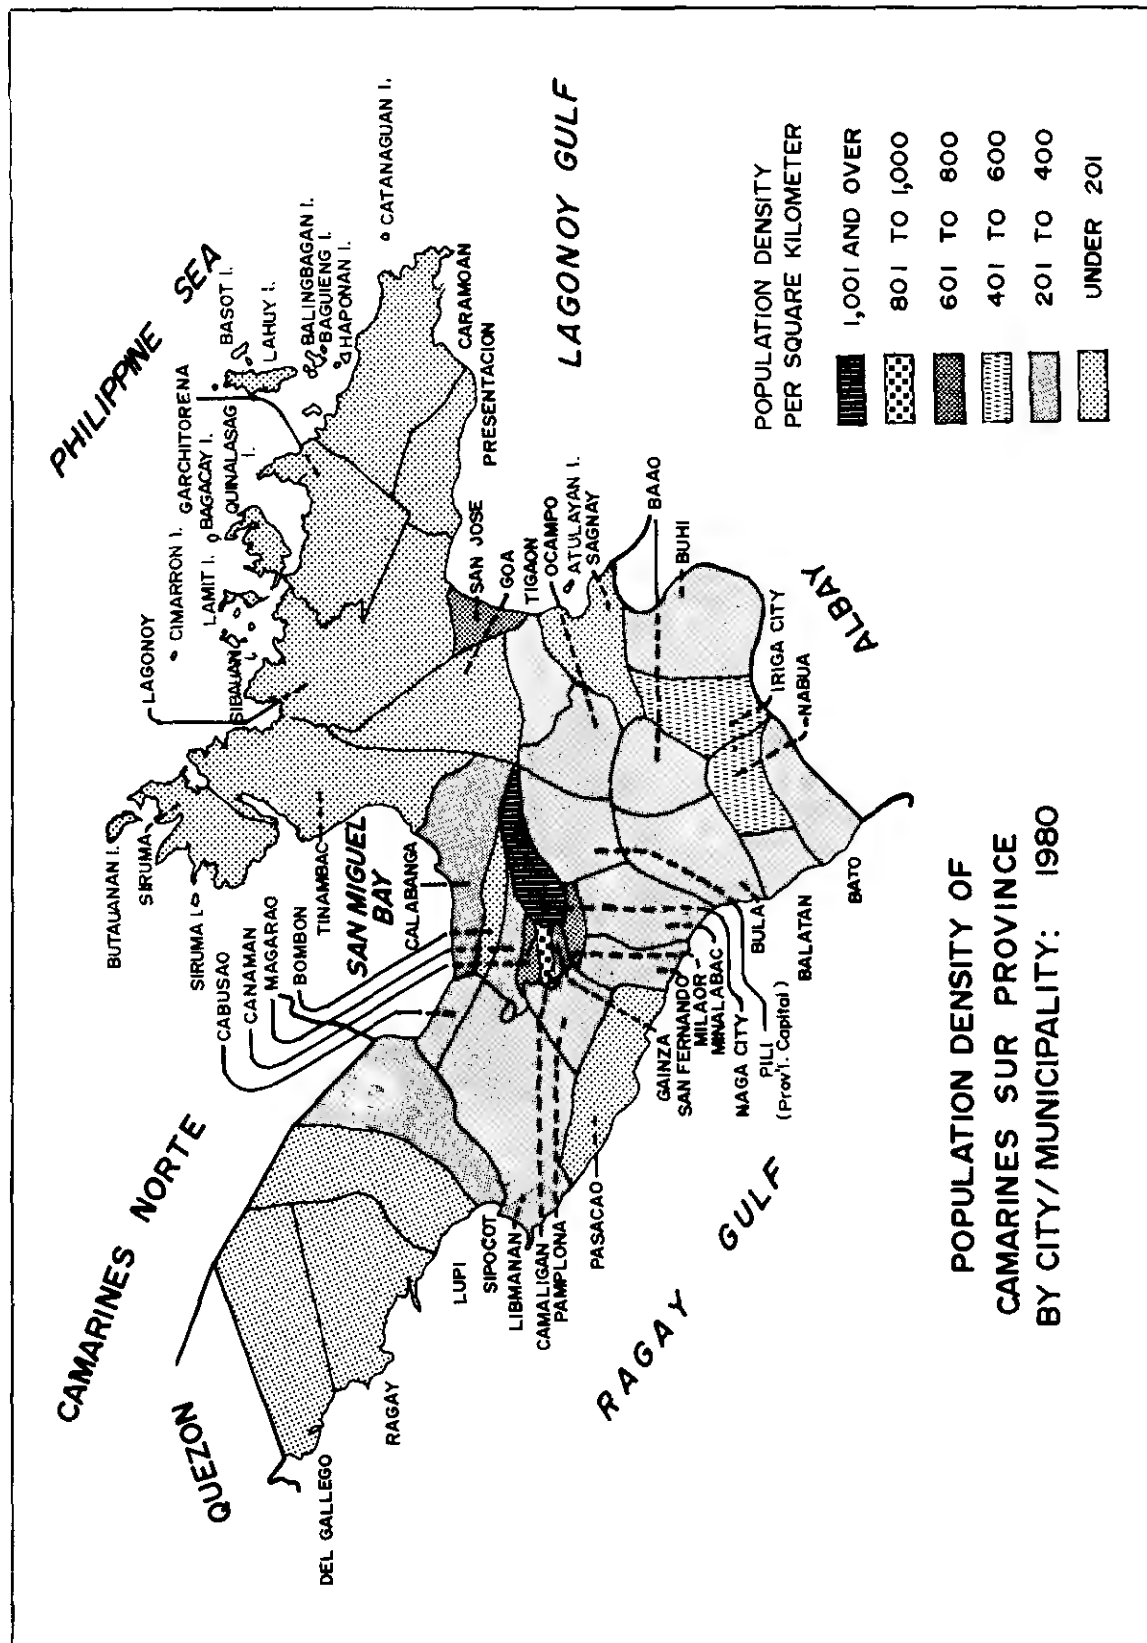 PHILIPPINE SEA
CAMARINES NORTE
QUEZON
LAGONOY GULF
RAGAY GULF
ALBAY
SAN MIGUEL
BAY
BUTAUANAN I.
SIRUMA
SIRUMA I.
LAGONOY
CIMARRON I.
GARCHITORENA
LAMIT I.
BAGACAY I.
QUINALASAG
I.
SIBAUAN
BASOT I.
LAHUY I.
BALINGBAGAN I.
BAGUIENG I.
HAPONAN I.
CATANAGUAN I.
CABUSAO
CANAMAN
MAGARAO
BOMBON
TINAMBAC
CALABANGA
CARAMOAN
PRESENTACION
SAN JOSE
GOA
TIGAON
OCAMPO
ATULAYAN I.
SAGNAY
BAAO
BUHI
IRIGA CITY
NABUA
DEL GALLEGO
RAGAY
LUPI
SIPOCOT
LIBMANAN
CAMALIGAN
PAMPLONA
PASACAO
GAINZA
SAN FERNANDO
MILAOR
MINALABAC
NAGA CITY
PILI
(Prov'l. Capital)
BULA
BALATAN
BATO
POPULATION DENSITY
PER SQUARE KILOMETER
1,001 AND OVER
801 TO 1,000
601 TO 800
401 TO 600
201 TO 400
UNDER 201
POPULATION DENSITY OF
CAMARINES SUR PROVINCE
BY CITY/MUNICIPALITY: 1980